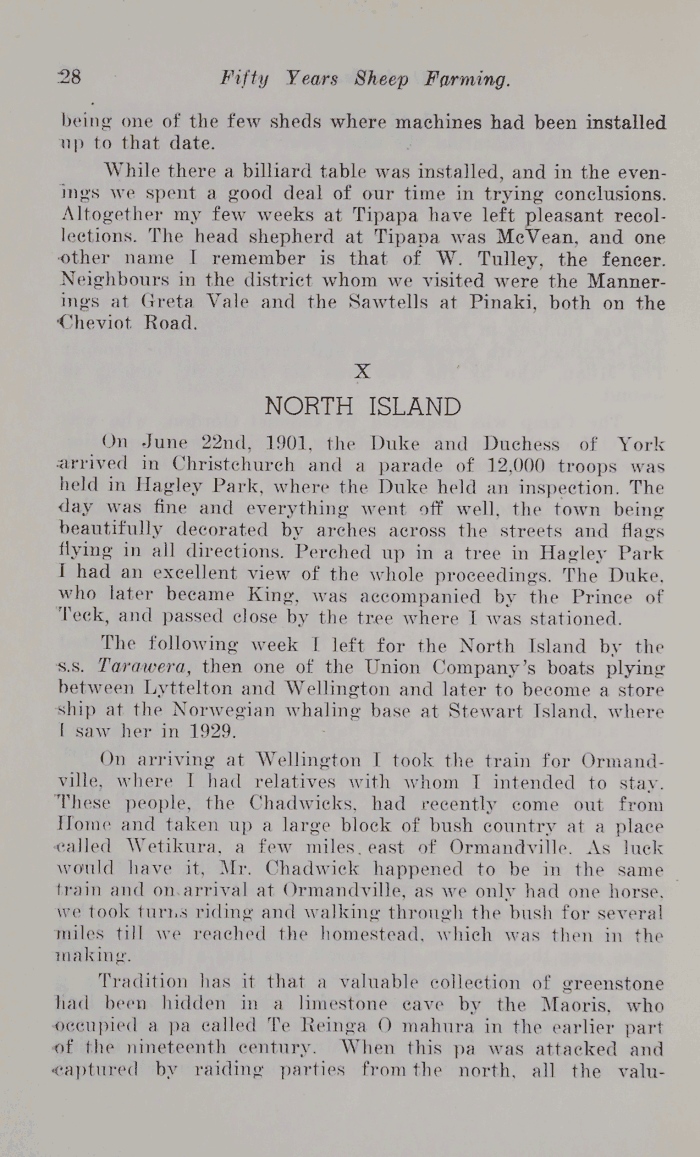 28 Fifty Years Sheep Farming.
being one of the few sheds where machines had been installed
up to that date.
While there a billiard table was installed, and in the even-
ings we spent a good deal of our time in trying conclusions.
Altogether my few weeks at Tipapa have left pleasant recol-
lections. The head shepherd at Tipapa was McVean, and one
other name I remember is that of W. Tulley, the fencer.
Neighbours in the district whom we visited were the Manner-
ings at Greta Vale and the Sawtells at Pinaki, both on the
Cheviot Road.
X
NORTH ISLAND
On June 22nd, 1901, the Duke and Duchess of York
arrived in Christchurch and a parade of 12,000 troops was
held in Hagley Park, where the Duke held an inspection. The
day was fine and everything went off well, the town being
beautifully decorated by arches across the streets and flags
flying in all directions. Perched up in a tree in Hagley Park
I had an excellent view of the whole proceedings. The Duke,
who later became King, was accompanied by the Prince of
Teck, and passed close by the tree where I was stationed.
The following week I left for the North Island by the
s.s. Tarawera, then one of the Union Company's boats plying
between Lyttelton and Wellington and later to become a store
ship at the Norwegian whaling base at Stewart Island, where
I saw her in 1929.
On arriving at Wellington I took the train for Ormand-
ville, where I had relatives with whom I intended to stay.
These people, the Chadwicks, had recently come out from
Home and taken up a large block of bush country at a place
called Wetikura, a few miles east of Ormandville. As luck
would have it, Mr. Chadwick happened to be in the same
train and on arrival at Ormandville, as we only had one horse,
we took turns riding and walking through the bush for several
miles till we reached the homestead, which was then in the
making.
Tradition has it that a valuable collection of greenstone
had been hidden in a limestone cave by the Maoris, who
occupied a pa called Te Reinga O mahura in the earlier part
of the nineteenth century. When this pa was attacked and
captured by raiding parties from the north, all the valu-